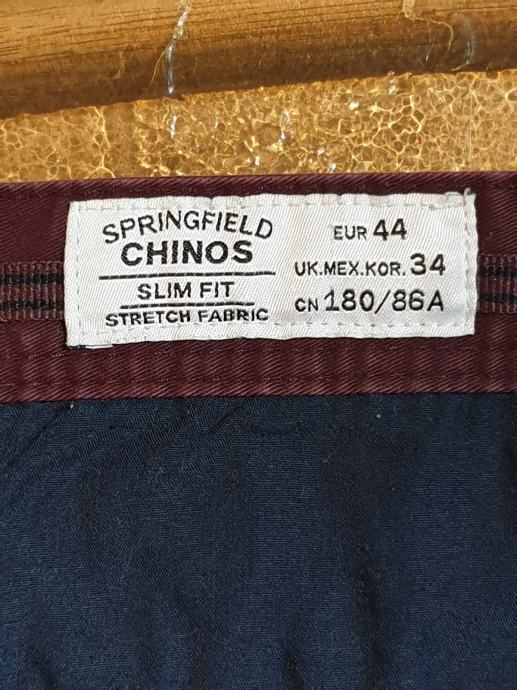 SPRINGFIELD
CHINOS
SLIM FIT
STRETCH FABRIC
EUR 44
UK.MEX.KOR. 34
CN 180/86A